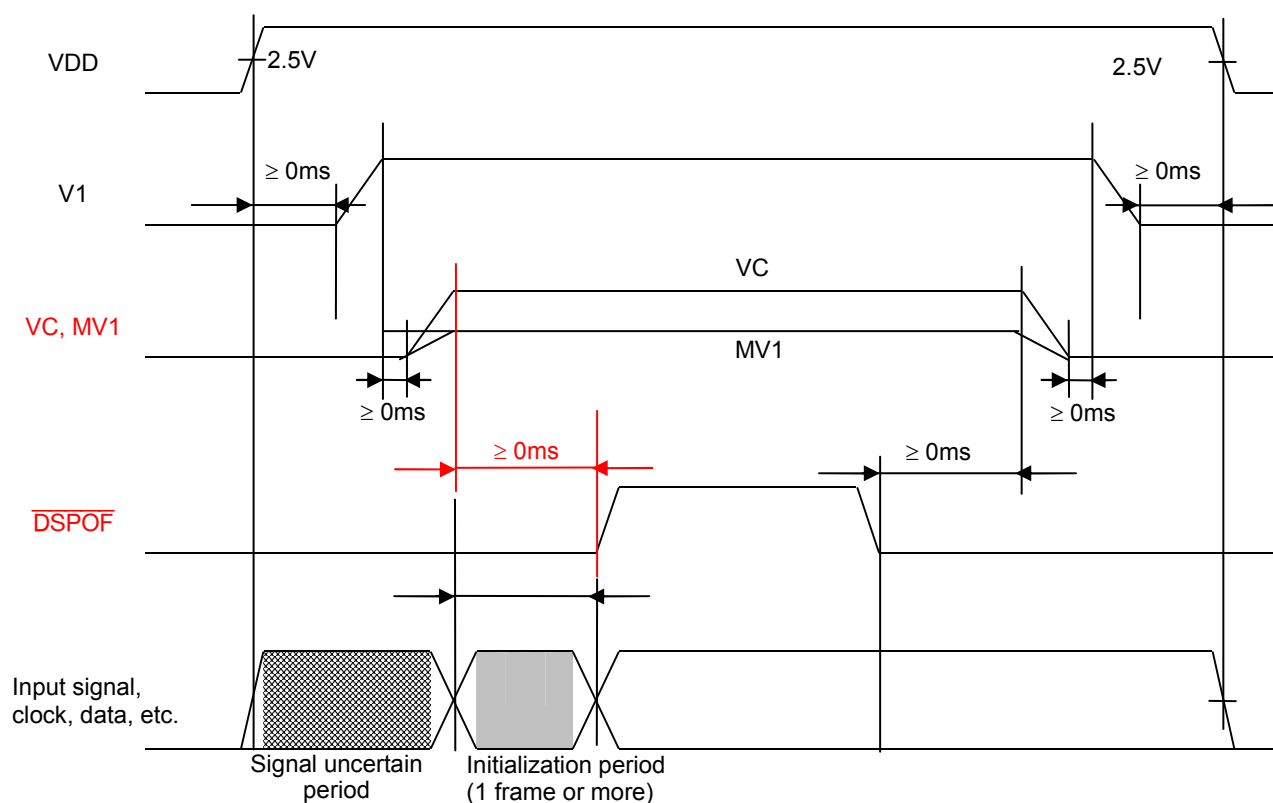 VDD
2.5V
2.5V
≥ 0ms
≥ 0ms
V1
VC
VC, MV1
MV1
≥ 0ms
≥ 0ms
≥ 0ms
≥ 0ms
DSPOF
Input signal,
clock, data, etc.
Signal uncertain
period
Initialization period
(1 frame or more)